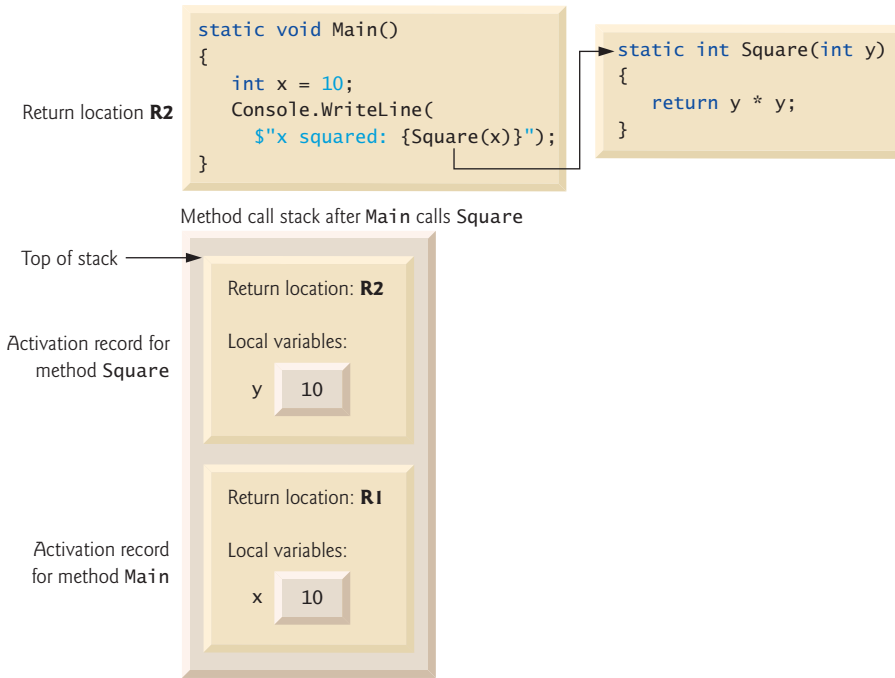 static void Main()
{
int x = 10;
Console.WriteLine(
$"x squared: {Square(x)}");
}
Return location R2
static int Square(int y)
{
return y * y;
}
Method call stack after Main calls Square
Top of stack
Return location: R2
Local variables:
y 10
Activation record for
method Square
Return location: R1
Local variables:
x 10
Activation record
for method Main